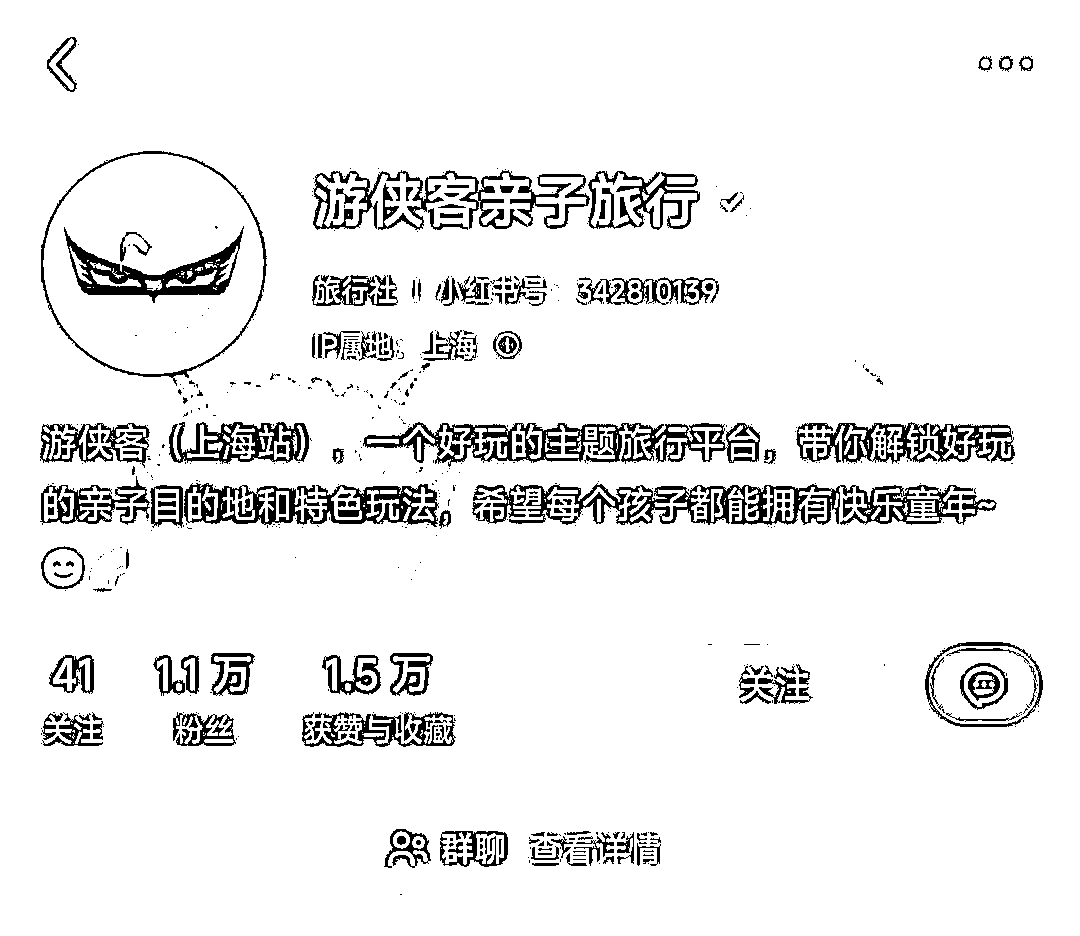 游侠客亲子旅行
旅行社 | 小红书号：342810139
IP属地：上海
游侠客（上海站），一个好玩的主题旅行平台，带你解锁好玩
的亲子目的地和特色玩法，希望每个孩子都能拥有快乐童年~
41 1.1万 1.5万
关注 粉丝 获赞与收藏
关注
群聊 查看详情